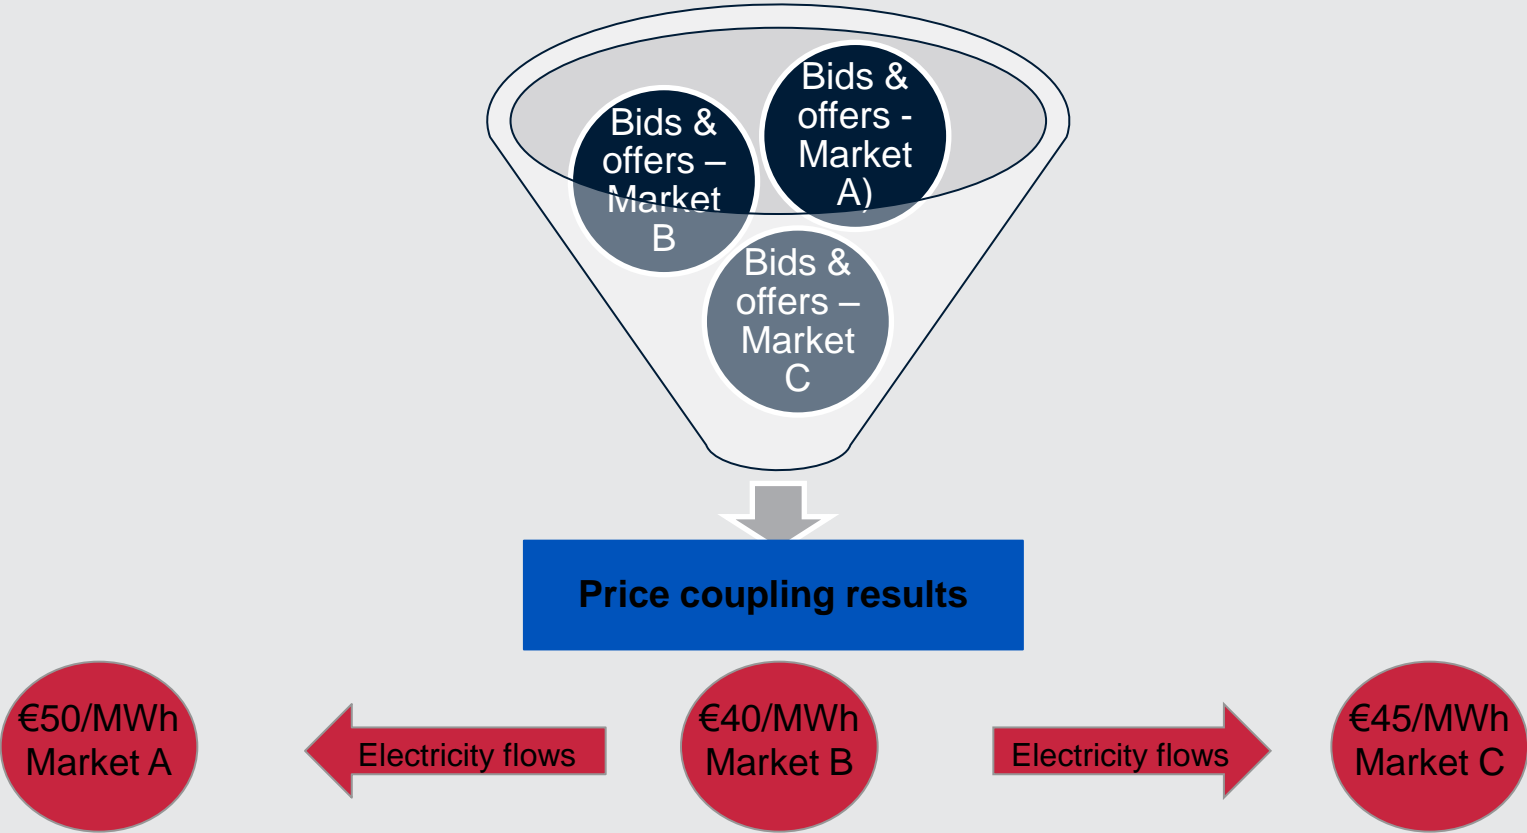 Bids &
offers –
Market
B
Bids &
offers -
Market
A)
Bids &
offers –
Market
C
Price coupling results
€50/MWh
Market A
Electricity flows
€40/MWh
Market B
Electricity flows
€45/MWh
Market C